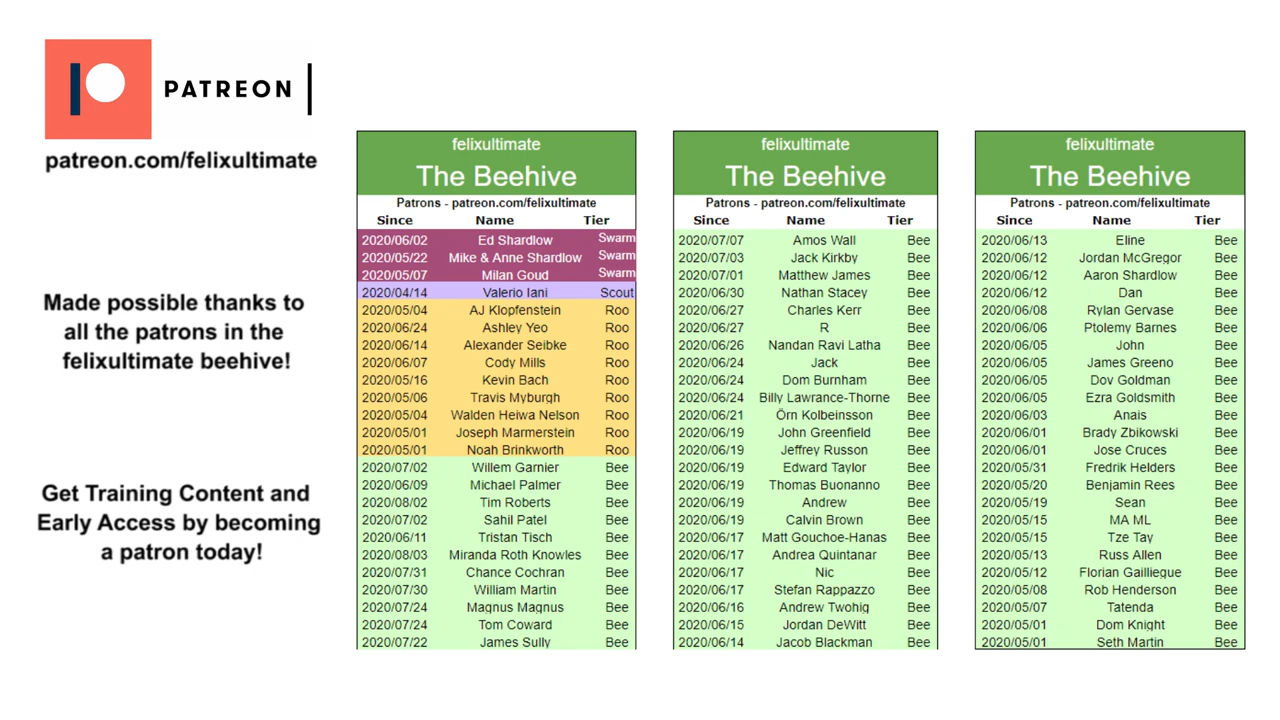 PATREON
patreon.com/felixultimate
Made possible thanks to
all the patrons in the
felixultimate beehive!
Get Training Content and
Early Access by becoming
a patron today!
felixultimate
The Beehive
Patrons - patreon.com/felixultimate
Since Name Tier
2020/06/02 Ed Shardlow Swarm
2020/05/22 Mike & Anne Shardlow Swarm
2020/05/07 Milan Goud Swarm
2020/04/14 Valerio Iani Scout
2020/05/04 AJ Klopfenstein Roo
2020/06/24 Ashley Yeo Roo
2020/06/14 Alexander Seibke Roo
2020/06/07 Cody Mills Roo
2020/05/16 Kevin Bach Roo
2020/05/06 Travis Myburgh Roo
2020/05/04 Walden Heiwa Nelson Roo
2020/05/01 Joseph Marmerstein Roo
2020/05/01 Noah Brinkworth Roo
2020/07/02 Willem Garnier Bee
2020/06/09 Michael Palmer Bee
2020/08/02 Tim Roberts Bee
2020/07/02 Sahil Patel Bee
2020/06/11 Tristan Tisch Bee
2020/08/03 Miranda Roth Knowles Bee
2020/07/31 Chance Cochran Bee
2020/07/30 William Martin Bee
2020/07/24 Magnus Magnus Bee
2020/07/24 Tom Coward Bee
2020/07/22 James Sully Bee
felixultimate
The Beehive
Patrons - patreon.com/felixultimate
Since Name Tier
2020/07/07 Amos Wall Bee
2020/07/03 Jack Kirkby Bee
2020/07/01 Matthew James Bee
2020/06/30 Nathan Stacey Bee
2020/06/27 Charles Kerr Bee
2020/06/27 R Bee
2020/06/26 Nandan Ravi Latha Bee
2020/06/24 Jack Bee
2020/06/24 Dom Burnham Bee
2020/06/24 Billy Lawrance-Thorne Bee
2020/06/21 Örn Kolbeinsson Bee
2020/06/19 John Greenfield Bee
2020/06/19 Jeffrey Russon Bee
2020/06/19 Edward Taylor Bee
2020/06/19 Thomas Buonanno Bee
2020/06/19 Andrew Bee
2020/06/19 Calvin Brown Bee
2020/06/17 Matt Gouchoe-Hanas Bee
2020/06/17 Andrea Quintanar Bee
2020/06/17 Nic Bee
2020/06/17 Stefan Rappazzo Bee
2020/06/16 Andrew Twohig Bee
2020/06/15 Jordan DeWitt Bee
2020/06/14 Jacob Blackman Bee
felixultimate
The Beehive
Patrons - patreon.com/felixultimate
Since Name Tier
2020/06/13 Eline Bee
2020/06/12 Jordan McGregor Bee
2020/06/12 Aaron Shardlow Bee
2020/06/12 Dan Bee
2020/06/08 Rylan Gervase Bee
2020/06/06 Ptolemy Barnes Bee
2020/06/05 John Bee
2020/06/05 James Greeno Bee
2020/06/05 Dov Goldman Bee
2020/06/05 Ezra Goldsmith Bee
2020/06/03 Anais Bee
2020/06/01 Brady Zbikowski Bee
2020/06/01 Jose Cruces Bee
2020/05/31 Fredrik Helders Bee
2020/05/20 Benjamin Rees Bee
2020/05/19 Sean Bee
2020/05/15 MA ML Bee
2020/05/15 Tze Tay Bee
2020/05/13 Russ Allen Bee
2020/05/12 Florian Gailliegue Bee
2020/05/08 Rob Henderson Bee
2020/05/07 Tatenda Bee
2020/05/01 Dom Knight Bee
2020/05/01 Seth Martin Bee